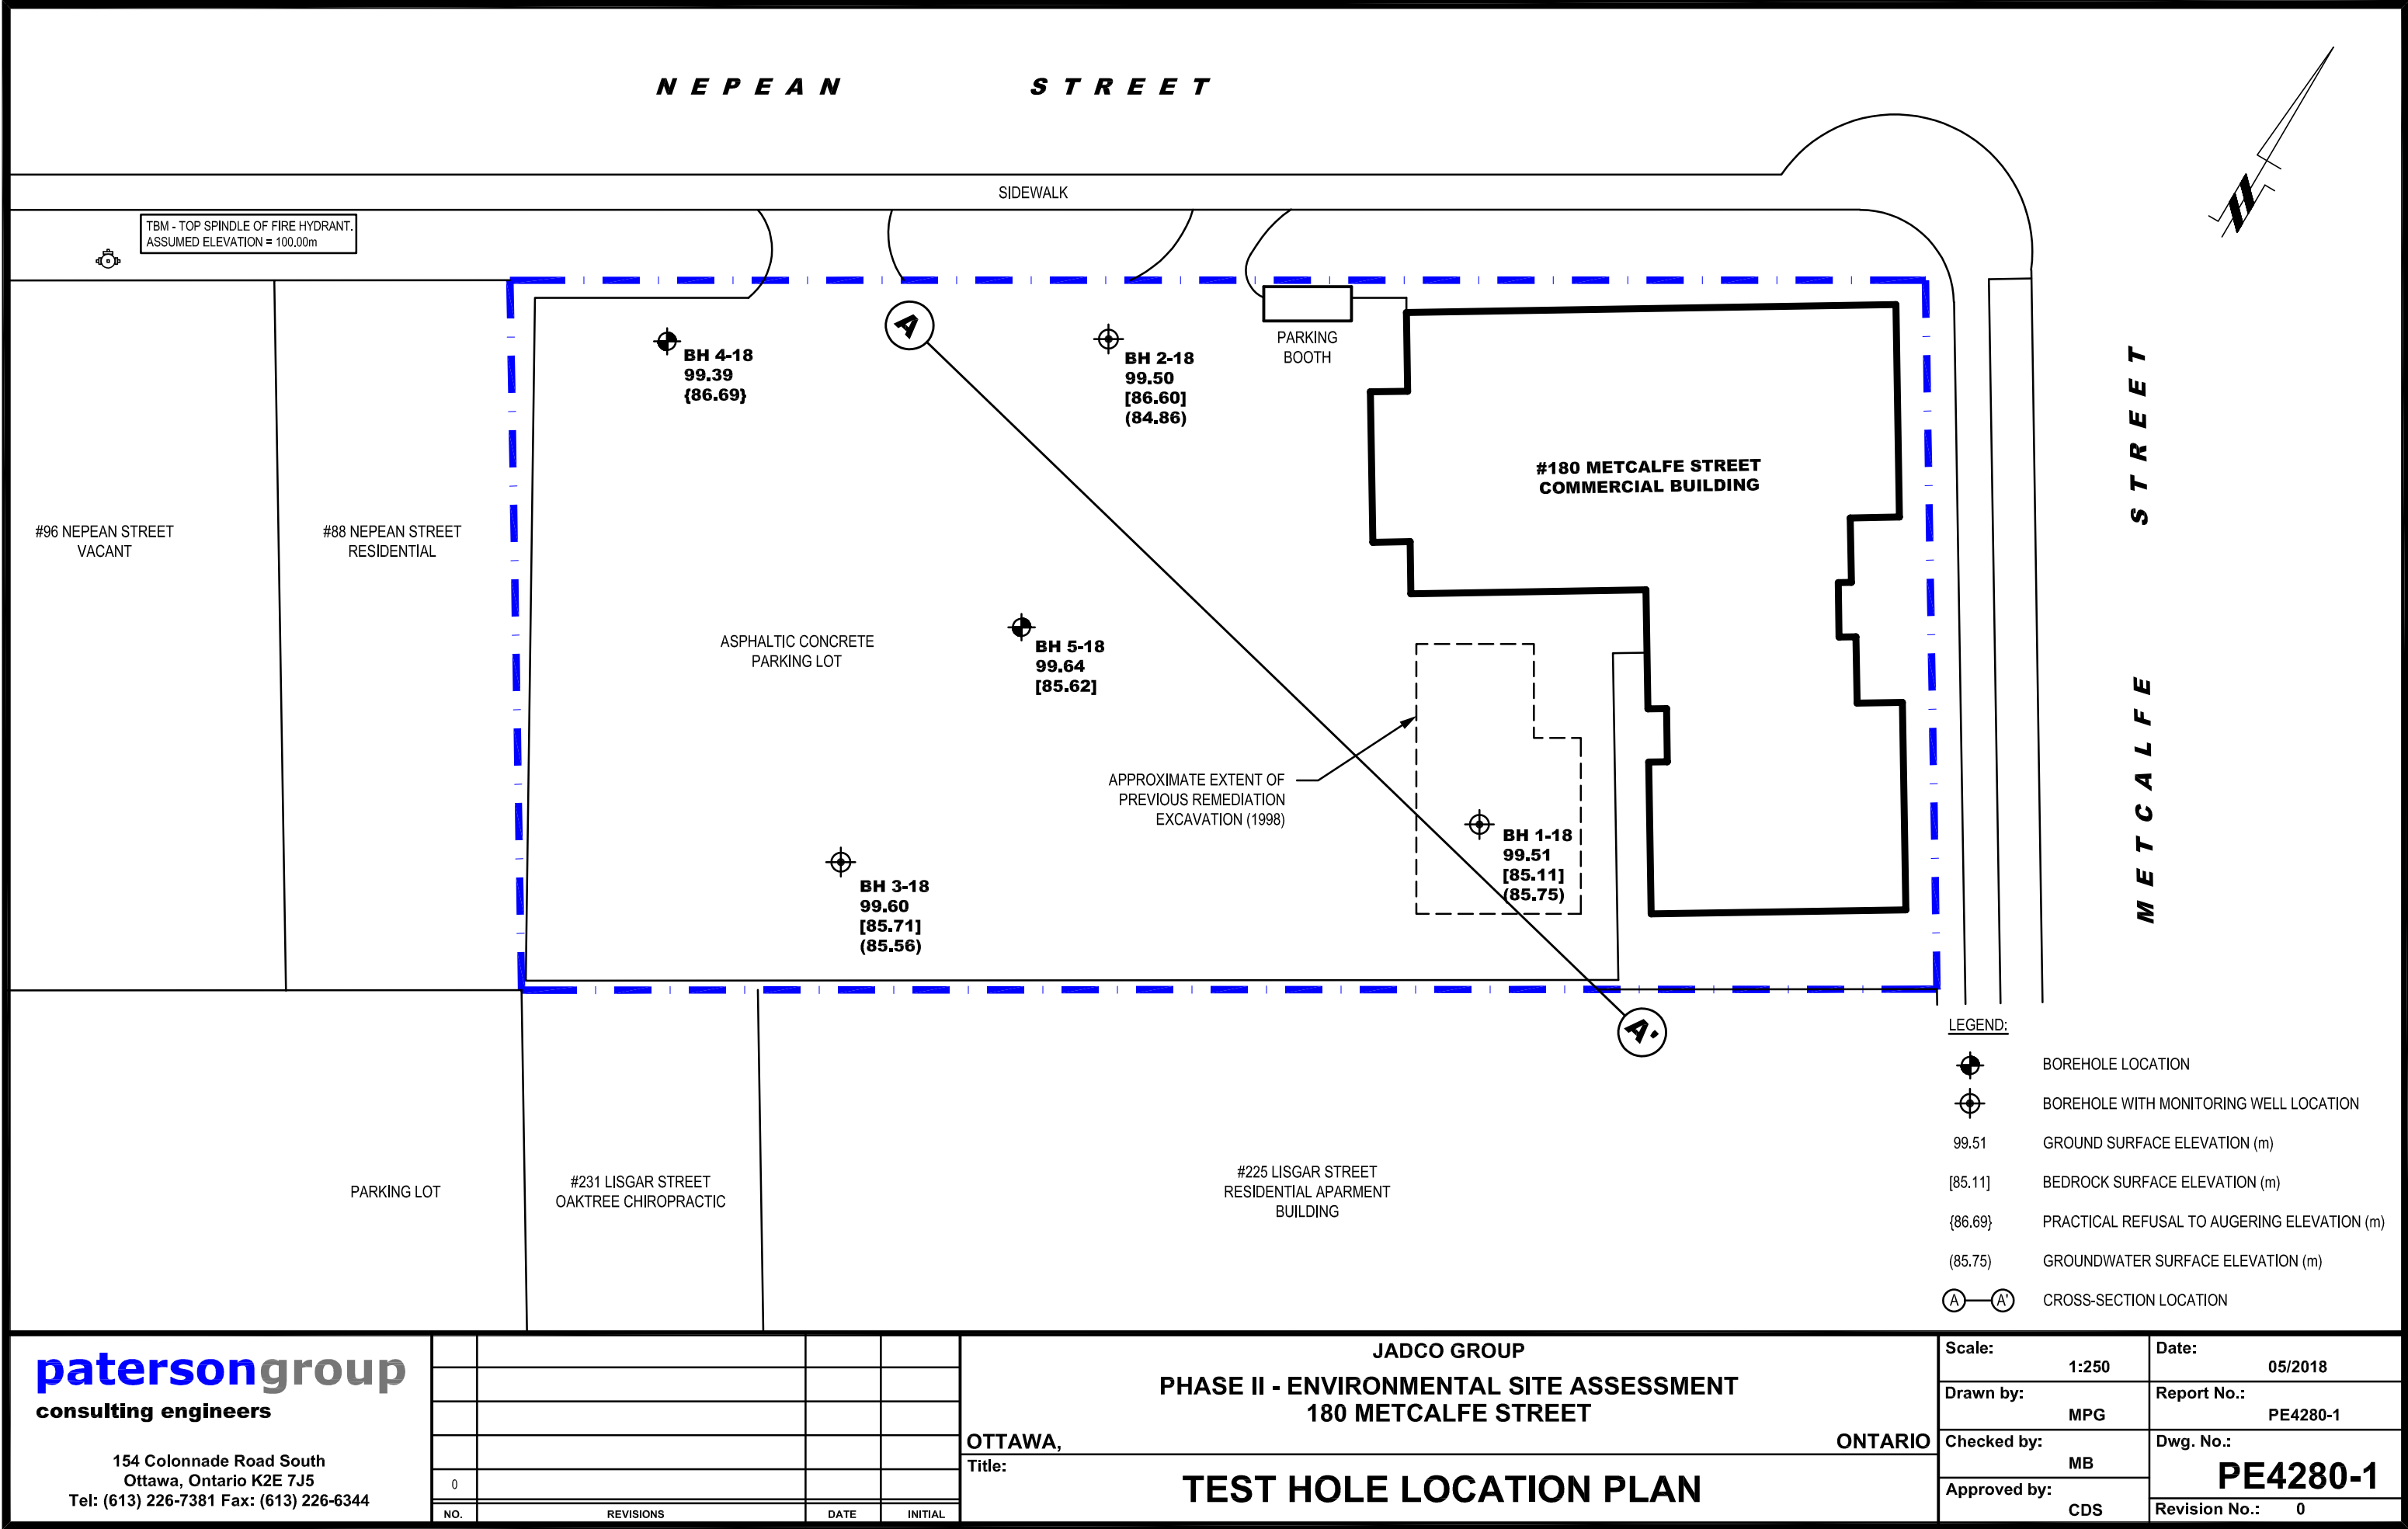 NEPEAN STREET
SIDEWALK
TBM - TOP SPINDLE OF FIRE HYDRANT.
ASSUMED ELEVATION = 100.00m
N
A
BH 4-18
99.39
{86.69}
BH 2-18
99.50
[86.60]
(84.86)
PARKING
BOOTH
#180 METCALFE STREET
COMMERCIAL BUILDING
METCALFE STREET
#96 NEPEAN STREET
VACANT
#88 NEPEAN STREET
RESIDENTIAL
ASPHALTIC CONCRETE
PARKING LOT
BH 5-18
99.64
[85.62]
APPROXIMATE EXTENT OF
PREVIOUS REMEDIATION
EXCAVATION (1998)
BH 1-18
99.51
[85.11]
(85.75)
BH 3-18
99.60
[85.71]
(85.56)
A'
PARKING LOT
#231 LISGAR STREET
OAKTREE CHIROPRACTIC
#225 LISGAR STREET
RESIDENTIAL APARMENT
BUILDING
LEGEND:
BOREHOLE LOCATION
BOREHOLE WITH MONITORING WELL LOCATION
99.51 GROUND SURFACE ELEVATION (m)
[85.11] BEDROCK SURFACE ELEVATION (m)
{86.69} PRACTICAL REFUSAL TO AUGERING ELEVATION (m)
(85.75) GROUNDWATER SURFACE ELEVATION (m)
A A' CROSS-SECTION LOCATION
patersongroup
consulting engineers
154 Colonnade Road South
Ottawa, Ontario K2E 7J5
Tel: (613) 226-7381 Fax: (613) 226-6344
0
NO. REVISIONS DATE INITIAL
JADCO GROUP
PHASE II - ENVIRONMENTAL SITE ASSESSMENT
180 METCALFE STREET
OTTAWA, ONTARIO
Title:
TEST HOLE LOCATION PLAN
Scale:
1:250
Date:
05/2018
Drawn by:
MPG
Report No.:
PE4280-1
Checked by:
MB
Dwg. No.:
PE4280-1
Approved by:
CDS
Revision No.: 0